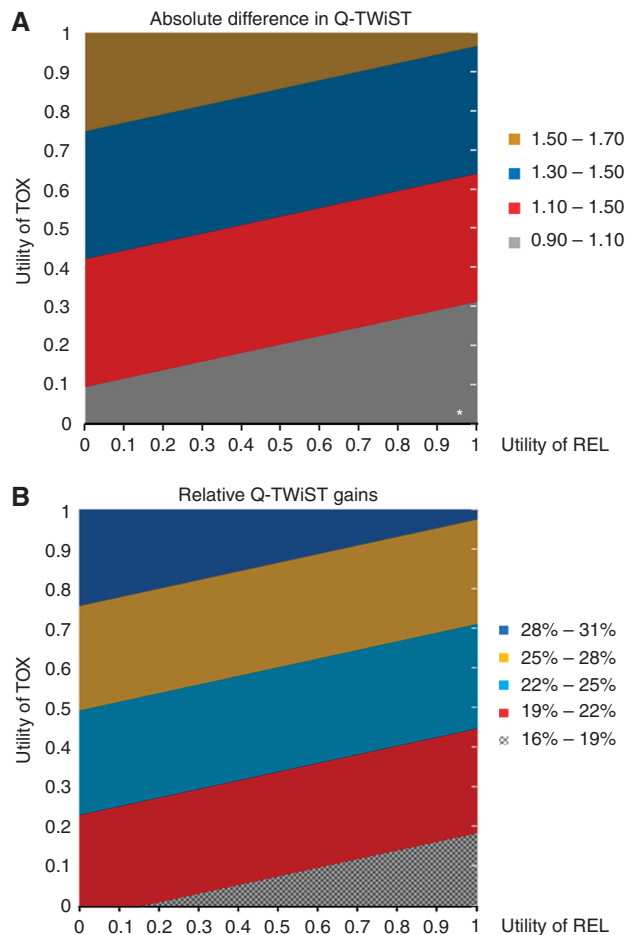 A
Absolute difference in Q-TWiST
Utility of TOX
1
0.9
0.8
0.7
0.6
0.5
0.4
0.3
0.2
0.1
0
*
0 0.1 0.2 0.3 0.4 0.5 0.6 0.7 0.8 0.9 1
Utility of REL
1.50 – 1.70
1.30 – 1.50
1.10 – 1.50
0.90 – 1.10
B
Relative Q-TWiST gains
Utility of TOX
1
0.9
0.8
0.7
0.6
0.5
0.4
0.3
0.2
0.1
0
0 0.1 0.2 0.3 0.4 0.5 0.6 0.7 0.8 0.9 1
Utility of REL
28% – 31%
25% – 28%
22% – 25%
19% – 22%
16% – 19%